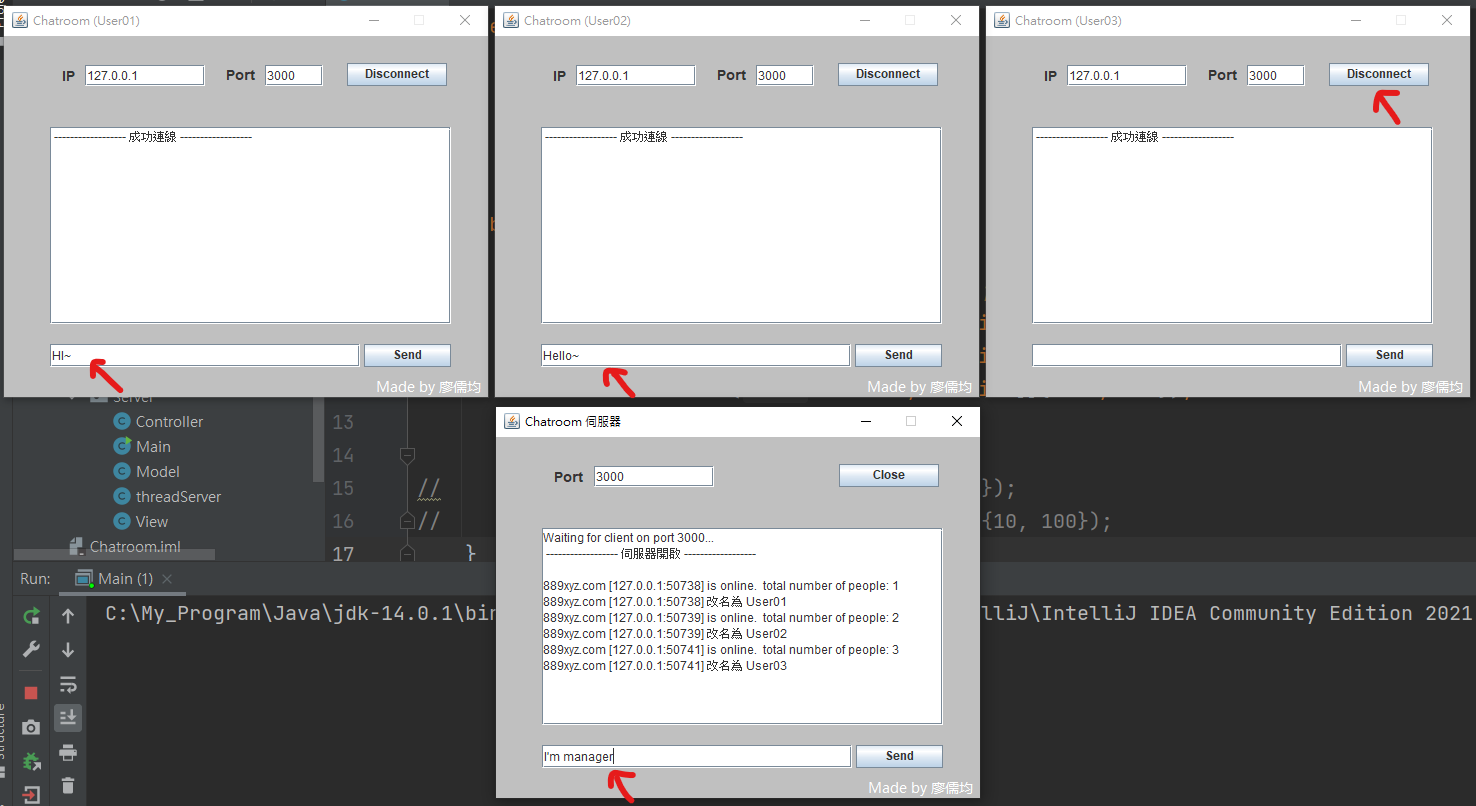 Chatroom (User01)
IP 127.0.0.1 Port 3000 Disconnect
------------------ 成功連線 ------------------
HI~ Send
Made by 廖儒均
Chatroom (User02)
IP 127.0.0.1 Port 3000 Disconnect
------------------ 成功連線 ------------------
Hello~ Send
Made by 廖儒均
Chatroom (User03)
IP 127.0.0.1 Port 3000 Disconnect
------------------ 成功連線 ------------------
Send
Made by 廖儒均
Server
Controller
Main
Model
threadServer
View
Chatroom.iml
13
14
15 // });
16 // {10, 100});
17 }
Chatroom 伺服器
Port 3000 Close
Waiting for client on port 3000...
------------------ 伺服器開啟 ------------------
889xyz.com [127.0.0.1:50738] is online.  total number of people: 1
889xyz.com [127.0.0.1:50738] 改名為 User01
889xyz.com [127.0.0.1:50739] is online.  total number of people: 2
889xyz.com [127.0.0.1:50739] 改名為 User02
889xyz.com [127.0.0.1:50741] is online.  total number of people: 3
889xyz.com [127.0.0.1:50741] 改名為 User03
I'm manager Send
Made by 廖儒均
Run: Main (1)
C:\My_Program\Java\jdk-14.0.1\bin lliJ\IntelliJ IDEA Community Edition 2021